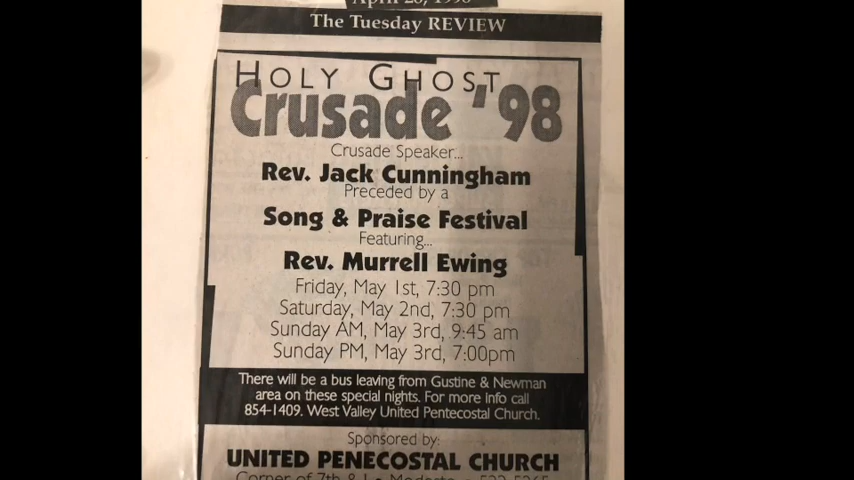 The Tuesday REVIEW
HOLY GHOST
Crusade '98
Crusade Speaker...
Rev. Jack Cunningham
Preceded by a
Song & Praise Festival
Featuring...
Rev. Murrell Ewing
Friday, May 1st, 7:30 pm
Saturday, May 2nd, 7:30 pm
Sunday AM, May 3rd, 9:45 am
Sunday PM, May 3rd, 7:00pm
There will be a bus leaving from Gustine & Newman
area on these special nights. For more info call
854-1409. West Valley United Pentecostal Church.
Sponsored by:
UNITED PENECOSTAL CHURCH
Corner of 7th &